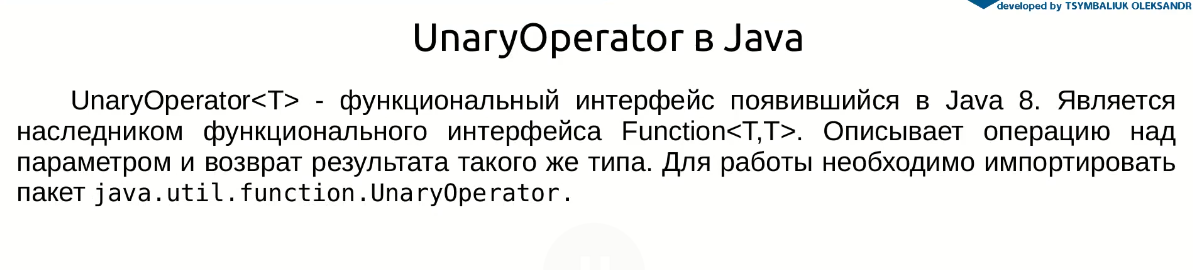 developed by TSYMBALIUK OLEKSANDR
UnaryOperator в Java
UnaryOperator<T> - функциональный интерфейс появившийся в Java 8. Является
наследником функционального интерфейса Function<T,T>. Описывает операцию над
параметром и возврат результата такого же типа. Для работы необходимо импортировать
пакет java.util.function.UnaryOperator.